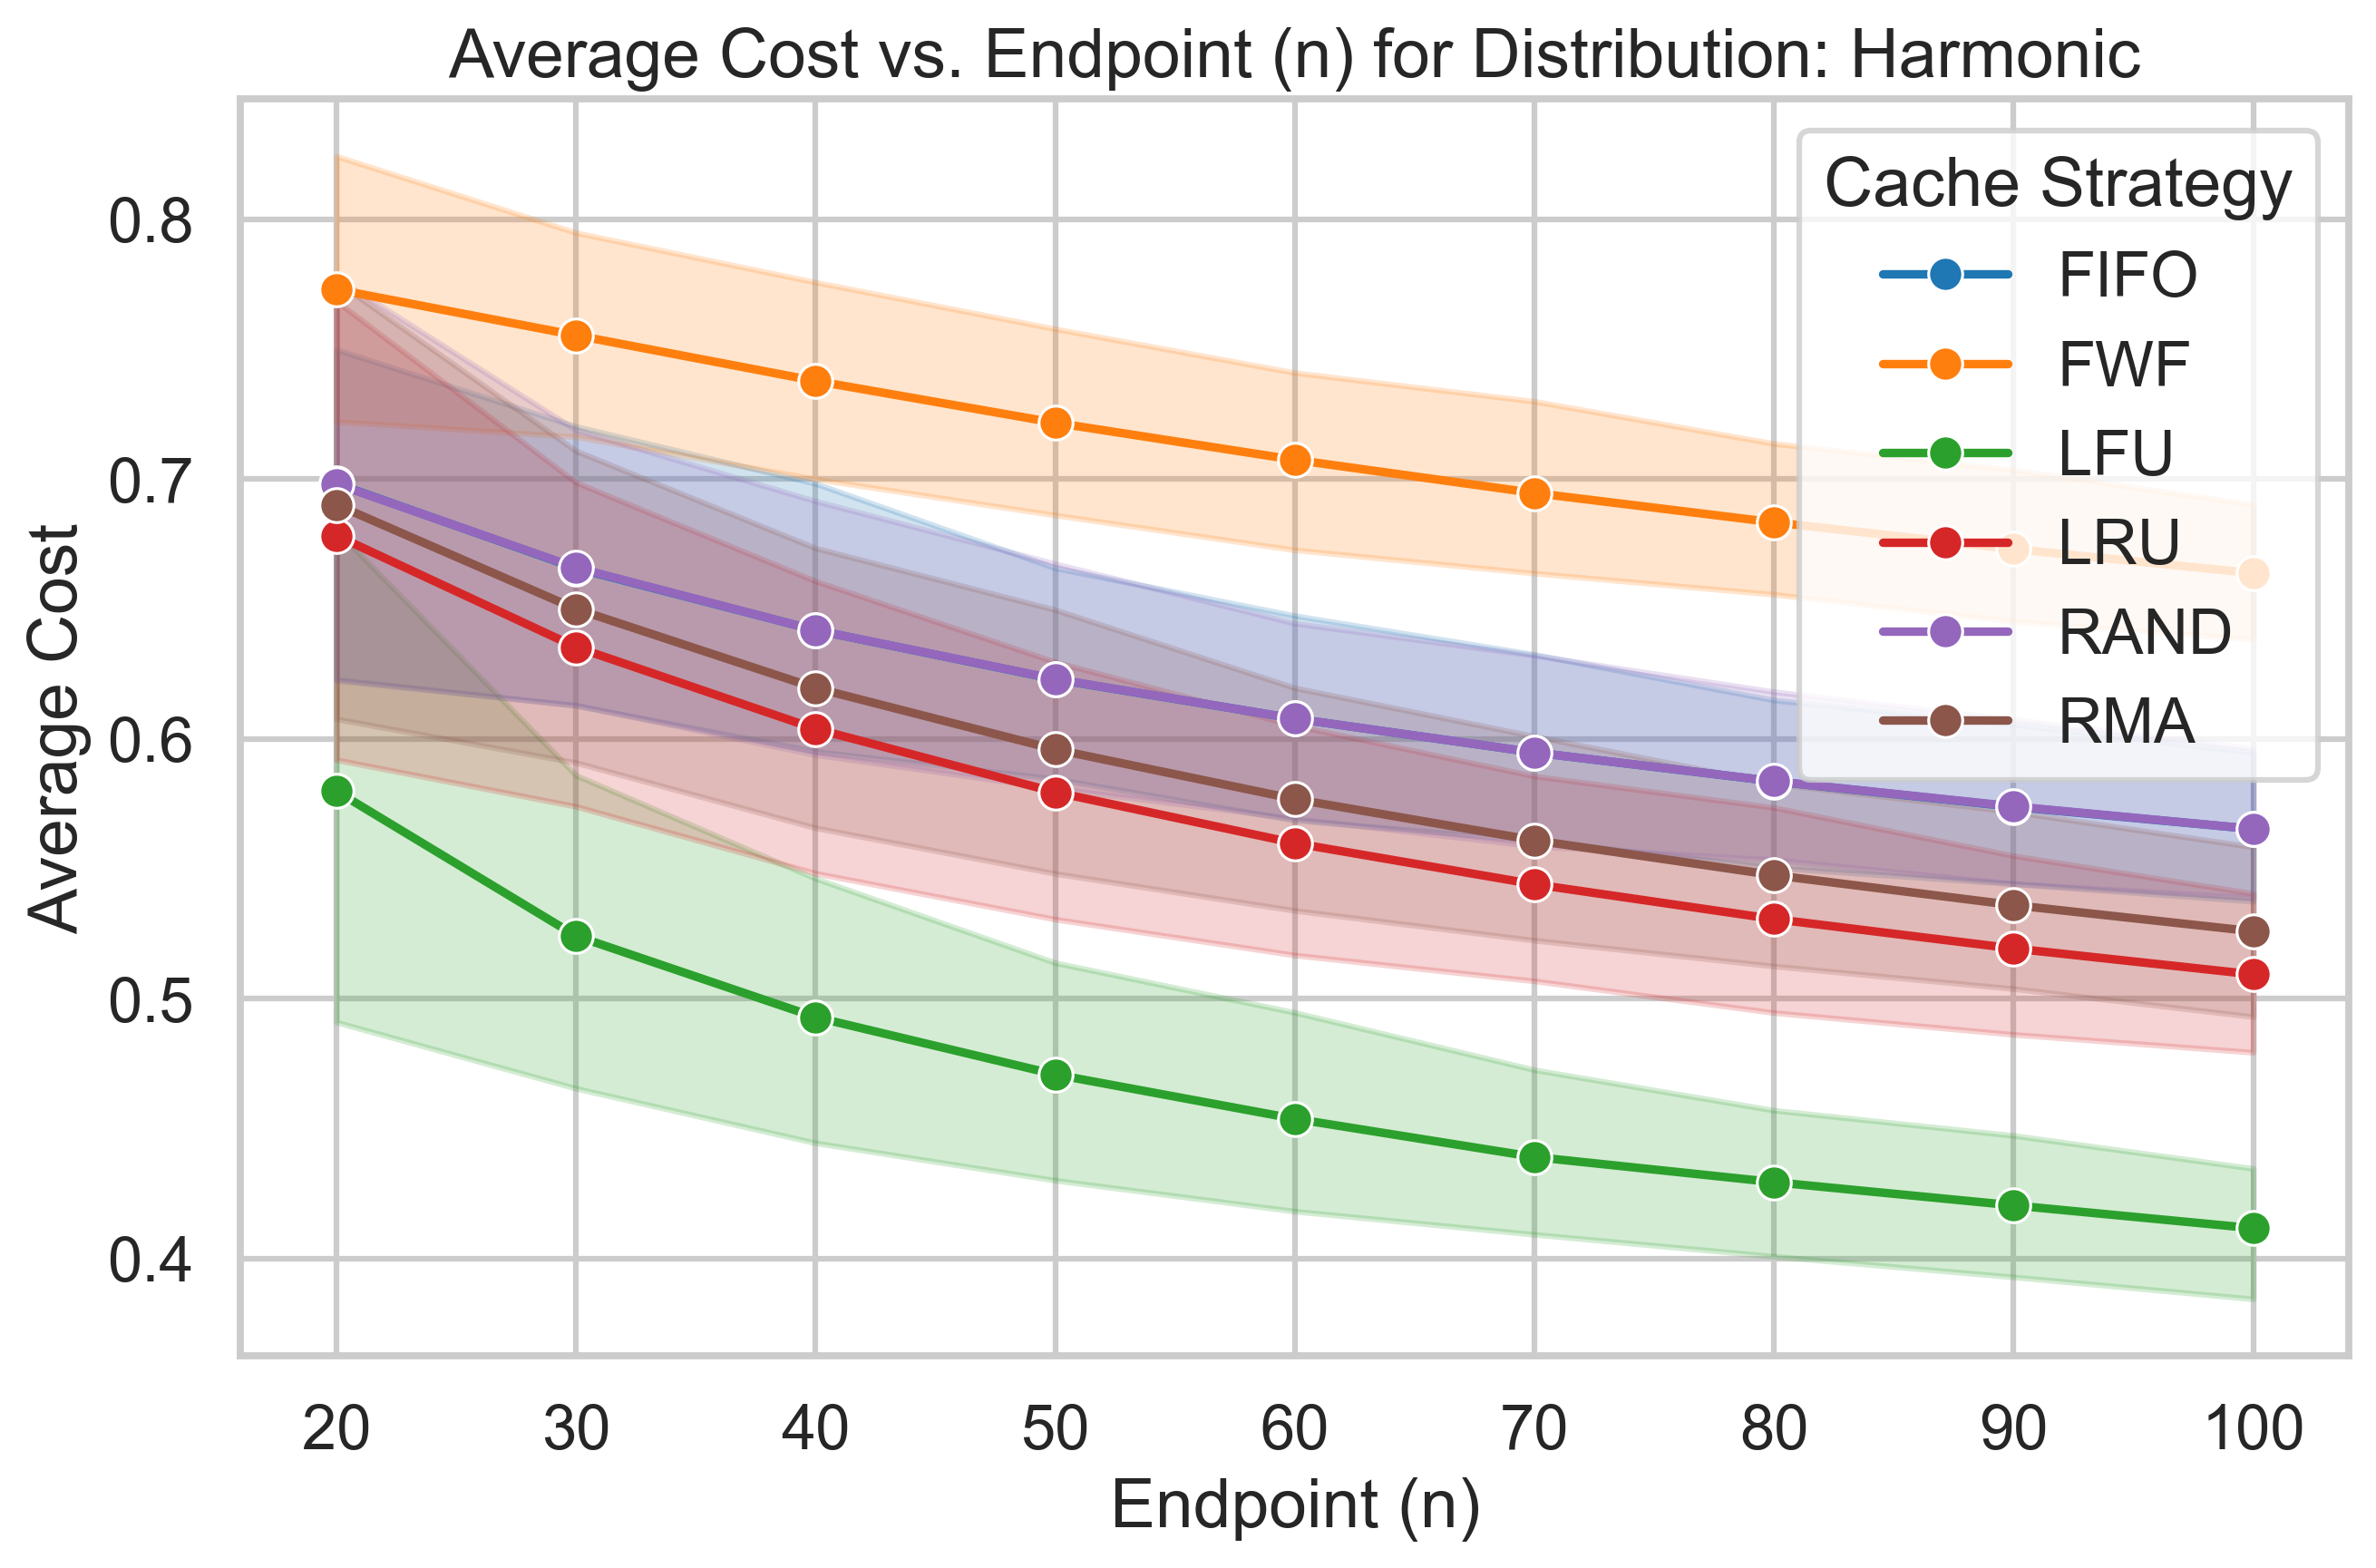 Average Cost vs. Endpoint (n) for Distribution: Harmonic
Average Cost
0.8
0.7
0.6
0.5
0.4
Cache Strategy
FIFO
FWF
LFU
LRU
RAND
RMA
20 30 40 50 60 70 80 90 100
Endpoint (n)